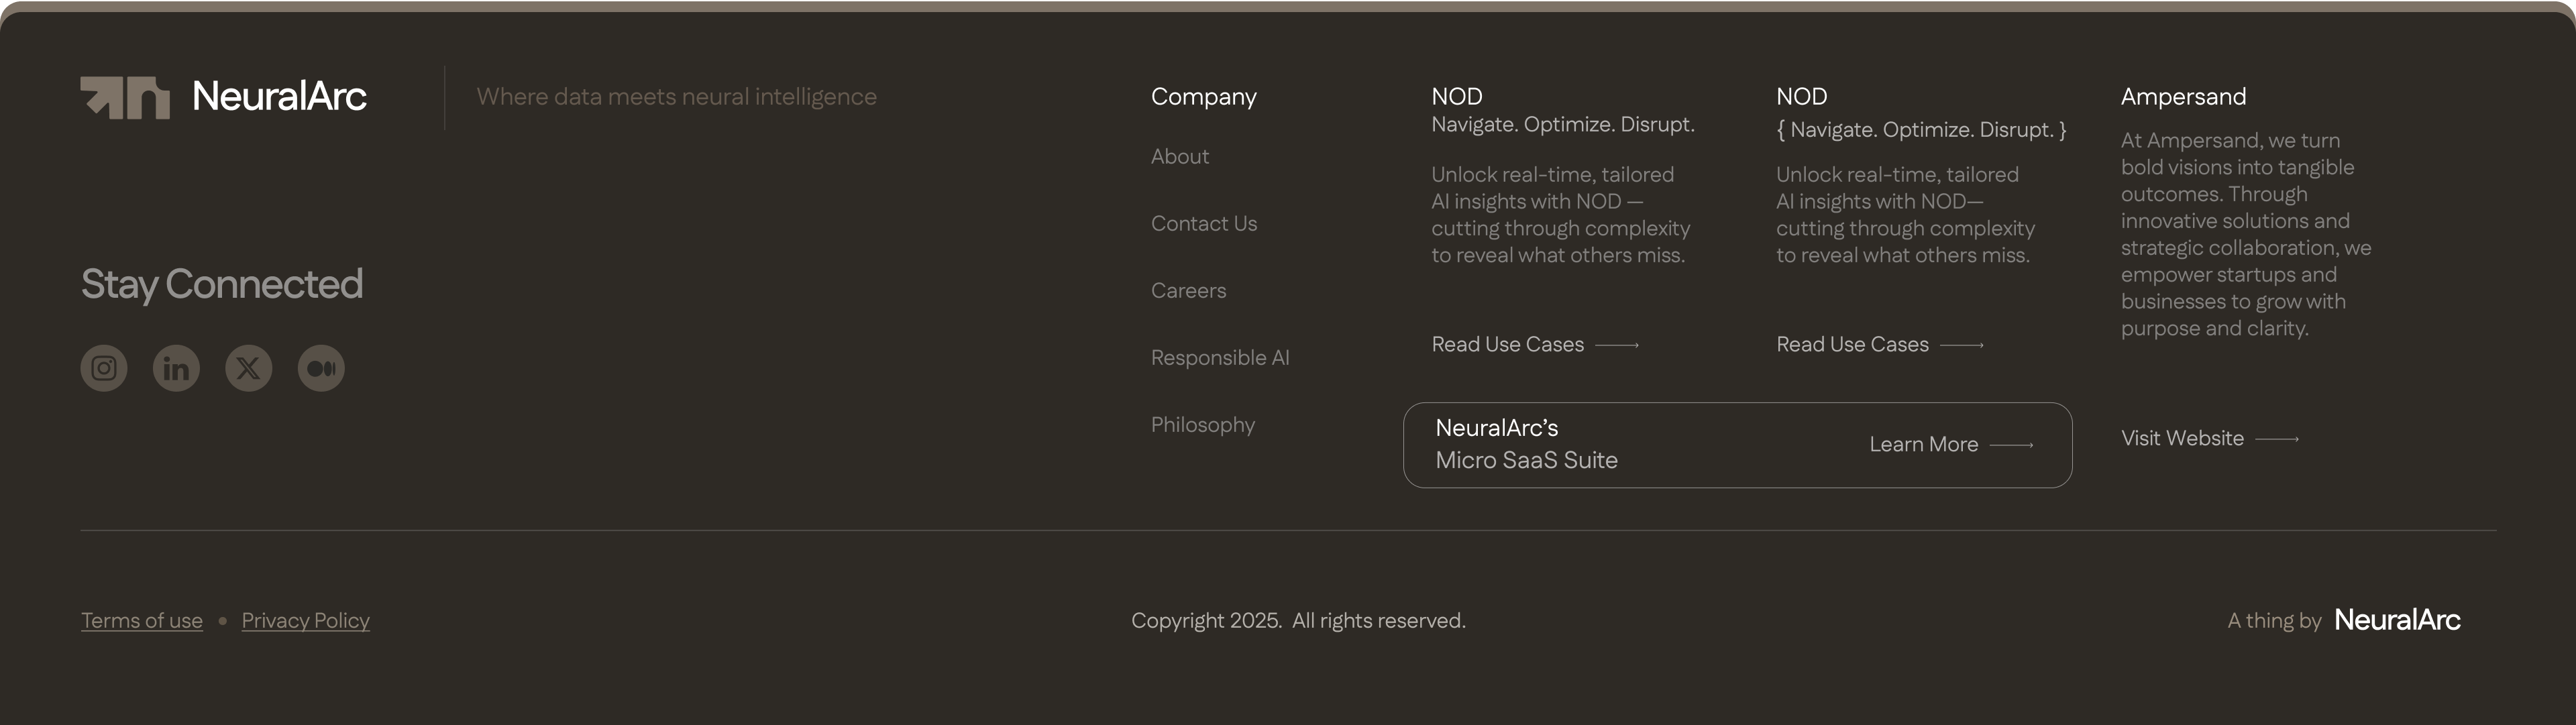 NeuralArc
Where data meets neural intelligence
Stay Connected
Company
About
Contact Us
Careers
Responsible AI
Philosophy
NOD
Navigate. Optimize. Disrupt.
Unlock real-time, tailored
AI insights with NOD —
cutting through complexity
to reveal what others miss.
Read Use Cases
NOD
{ Navigate. Optimize. Disrupt. }
Unlock real-time, tailored
AI insights with NOD—
cutting through complexity
to reveal what others miss.
Read Use Cases
NeuralArc’s
Micro SaaS Suite
Learn More
Ampersand
At Ampersand, we turn
bold visions into tangible
outcomes. Through
innovative solutions and
strategic collaboration, we
empower startups and
businesses to grow with
purpose and clarity.
Visit Website
Terms of use • Privacy Policy
Copyright 2025.  All rights reserved.
A thing by NeuralArc